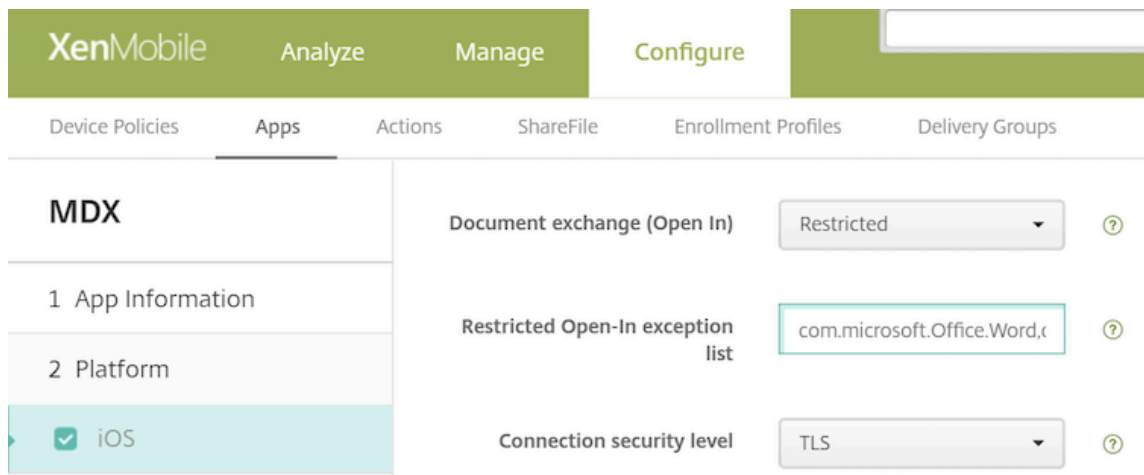 XenMobile Analyze Manage Configure
Device Policies Apps Actions ShareFile Enrollment Profiles Delivery Groups
MDX
1 App Information
2 Platform
iOS
Document exchange (Open In) Restricted ?
Restricted Open-In exception list com.microsoft.Office.Word, ?
Connection security level TLS ?